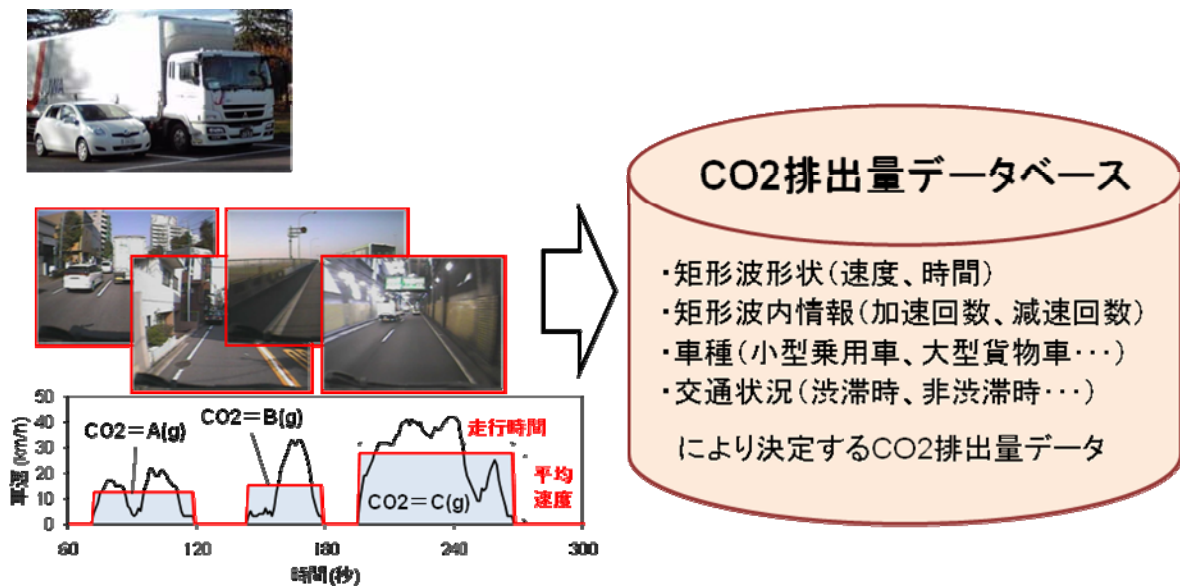 CO2排出量データベース
・矩形波形状(速度、時間)
・矩形波内情報(加速回数、減速回数)
・車種(小型乗用車、大型貨物車・・・)
・交通状況(渋滞時、非渋滞時・・・)
により決定するCO2排出量データ
CO2=A(g)
CO2=B(g)
走行時間
平均
速度
CO2=C(g)
車速(km/h)
50
40
30
20
10
0
60
120
180
240
300
時間(秒)